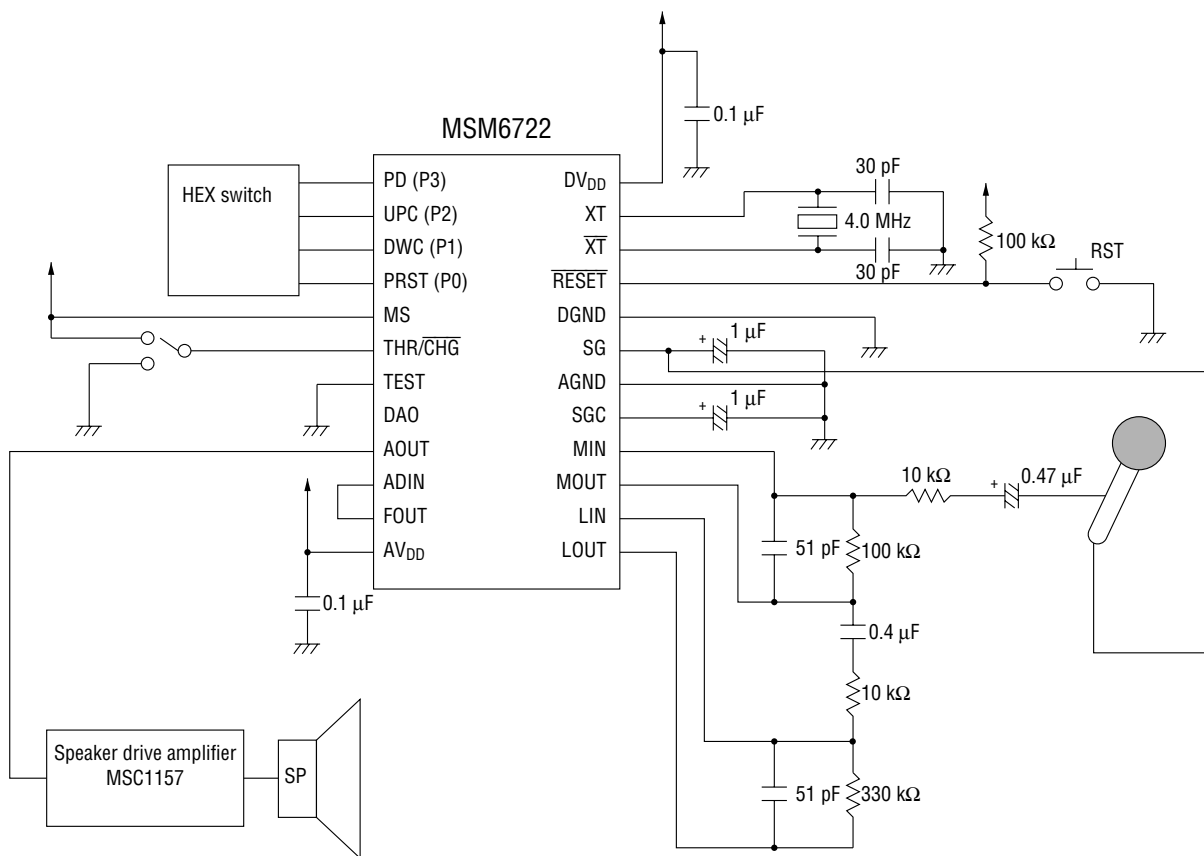 0.1 µF
MSM6722
HEX switch
PD (P3)
UPC (P2)
DWC (P1)
PRST (P0)
MS
THR/C̅H̅G̅
TEST
DAO
AOUT
ADIN
FOUT
AVDD
DVDD
XT
X̅T̅
R̅E̅S̅E̅T̅
DGND
SG
AGND
SGC
MIN
MOUT
LIN
LOUT
30 pF
4.0 MHz
30 pF
100 kΩ
RST
+
1 µF
+
1 µF
10 kΩ
+
0.47 µF
51 pF
100 kΩ
0.4 µF
10 kΩ
51 pF
330 kΩ
0.1 µF
Speaker drive amplifier
MSC1157
SP